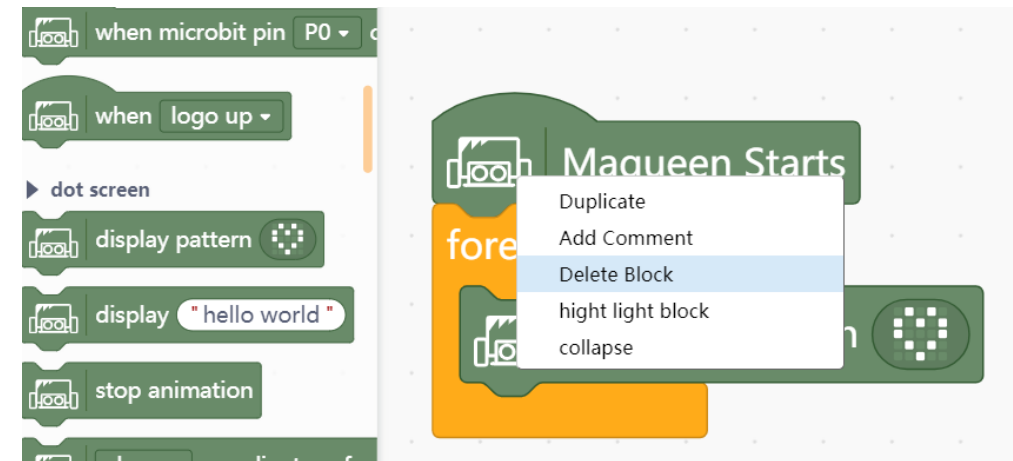 when microbit pin P0
when logo up
dot screen
display pattern
display "hello world"
stop animation
Maqueen Starts
Duplicate
Add Comment
Delete Block
hight light block
collapse